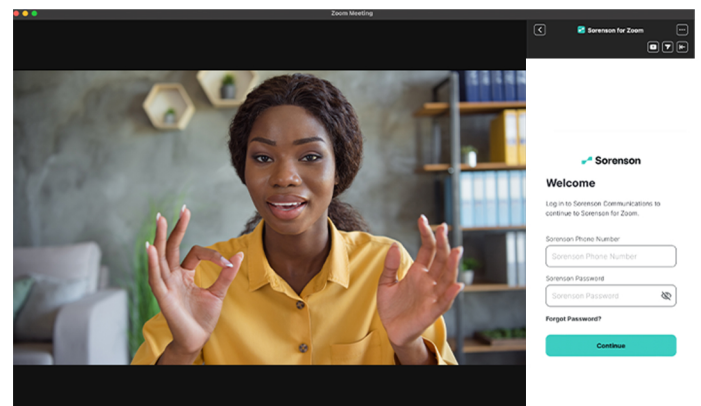 Zoom Meeting
Sorenson for Zoom
Sorenson
Welcome
Log in to Sorenson Communications to
continue to Sorenson for Zoom.
Sorenson Phone Number
Sorenson Phone Number
Sorenson Password
Sorenson Password
Forgot Password?
Continue